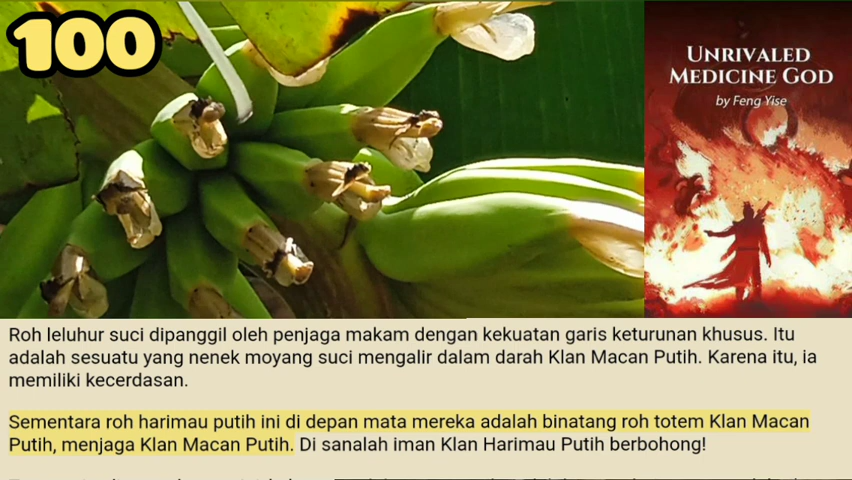 100
UNRIVALED
MEDICINE GOD
by Feng Yise
Roh leluhur suci dipanggil oleh penjaga makam dengan kekuatan garis keturunan khusus. Itu
adalah sesuatu yang nenek moyang suci mengalir dalam darah Klan Macan Putih. Karena itu, ia
memiliki kecerdasan.
Sementara roh harimau putih ini di depan mata mereka adalah binatang roh totem Klan Macan
Putih, menjaga Klan Macan Putih. Di sanalah iman Klan Harimau Putih berbohong!